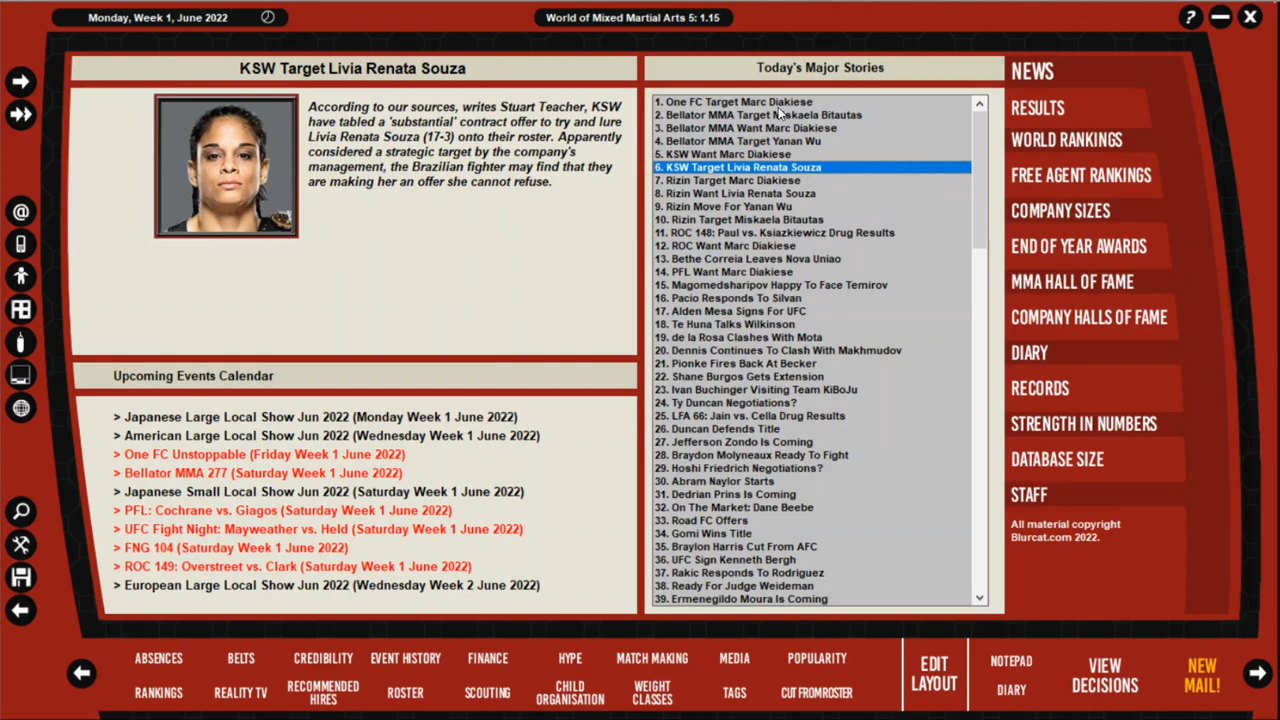 Monday, Week 1, June 2022
World of Mixed Martial Arts 5: 1.15
?
KSW Target Livia Renata Souza
According to our sources, writes Stuart Teacher, KSW
have tabled a 'substantial' contract offer to try and lure
Livia Renata Souza (17-3) onto their roster. Apparently
considered a strategic target by the company's
management, the Brazilian fighter may find that they
are making her an offer she cannot refuse.
Upcoming Events Calendar
> Japanese Large Local Show Jun 2022 (Monday Week 1 June 2022)
> American Large Local Show Jun 2022 (Wednesday Week 1 June 2022)
> One FC Unstoppable (Friday Week 1 June 2022)
> Bellator MMA 277 (Saturday Week 1 June 2022)
> Japanese Small Local Show Jun 2022 (Saturday Week 1 June 2022)
> PFL: Cochrane vs. Giagos (Saturday Week 1 June 2022)
> UFC Fight Night: Mayweather vs. Held (Saturday Week 1 June 2022)
> FNG 104 (Saturday Week 1 June 2022)
> ROC 149: Overstreet vs. Clark (Saturday Week 1 June 2022)
> European Large Local Show Jun 2022 (Wednesday Week 2 June 2022)
Today's Major Stories
1. One FC Target Marc Diakiese
2. Bellator MMA Target Miskaela Bitautas
3. Bellator MMA Want Marc Diakiese
4. Bellator MMA Target Yanan Wu
5. KSW Want Marc Diakiese
6. KSW Target Livia Renata Souza
7. Rizin Target Marc Diakiese
8. Rizin Want Livia Renata Souza
9. Rizin Move For Yanan Wu
10. Rizin Target Miskaela Bitautas
11. ROC 148: Paul vs. Ksiazkiewicz Drug Results
12. ROC Want Marc Diakiese
13. Bethe Correia Leaves Nova Uniao
14. PFL Want Marc Diakiese
15. Magomedsharipov Happy To Face Temirov
16. Pacio Responds To Silvan
17. Alden Mesa Signs For UFC
18. Te Huna Talks Wilkinson
19. de la Rosa Clashes With Mota
20. Dennis Continues To Clash With Makhmudov
21. Pionke Fires Back At Becker
22. Shane Burgos Gets Extension
23. Ivan Buchinger Visiting Team KiBoJu
24. Ty Duncan Negotiations?
25. LFA 66: Jain vs. Cella Drug Results
26. Duncan Defends Title
27. Jefferson Zondo Is Coming
28. Braydon Molyneaux Ready To Fight
29. Hoshi Friedrich Negotiations?
30. Abram Naylor Starts
31. Dedrian Prins Is Coming
32. On The Market: Dane Beebe
33. Road FC Offers
34. Gomi Wins Title
35. Braylon Harris Cut From AFC
36. UFC Sign Kenneth Bergh
37. Rakic Responds To Rodriguez
38. Ready For Judge Weideman
39. Ermenegildo Moura Is Coming
NEWS
RESULTS
WORLD RANKINGS
FREE AGENT RANKINGS
COMPANY SIZES
END OF YEAR AWARDS
MMA HALL OF FAME
COMPANY HALLS OF FAME
DIARY
RECORDS
STRENGTH IN NUMBERS
DATABASE SIZE
STAFF
All material copyright
Blurcat.com 2022.
@
ABSENCES BELTS CREDIBILITY EVENT HISTORY FINANCE HYPE MATCH MAKING MEDIA POPULARITY
RANKINGS REALITY TV RECOMMENDED HIRES ROSTER SCOUTING CHILD ORGANISATION WEIGHT CLASSES TAGS CUT FROM ROSTER
EDIT
LAYOUT
NOTEPAD
DIARY
VIEW
DECISIONS
NEW
MAIL!